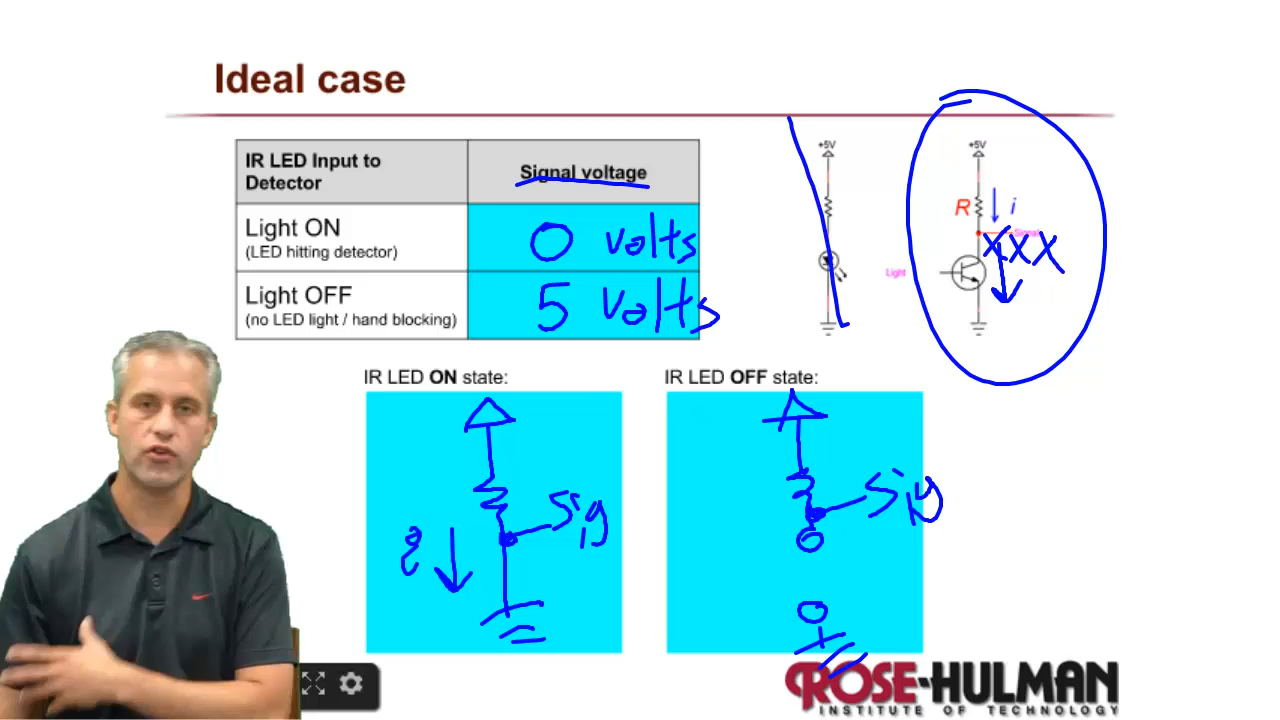 Ideal case
IR LED Input to
Detector
Signal voltage
Light ON
(LED hitting detector)
0 volts
Light OFF
(no LED light / hand blocking)
5 volts
+5V
+5V
R
i
Signal
XXX
Light
IR LED ON state:
IR LED OFF state:
Sig
i
Sig
ROSE-HULMAN
INSTITUTE OF TECHNOLOGY